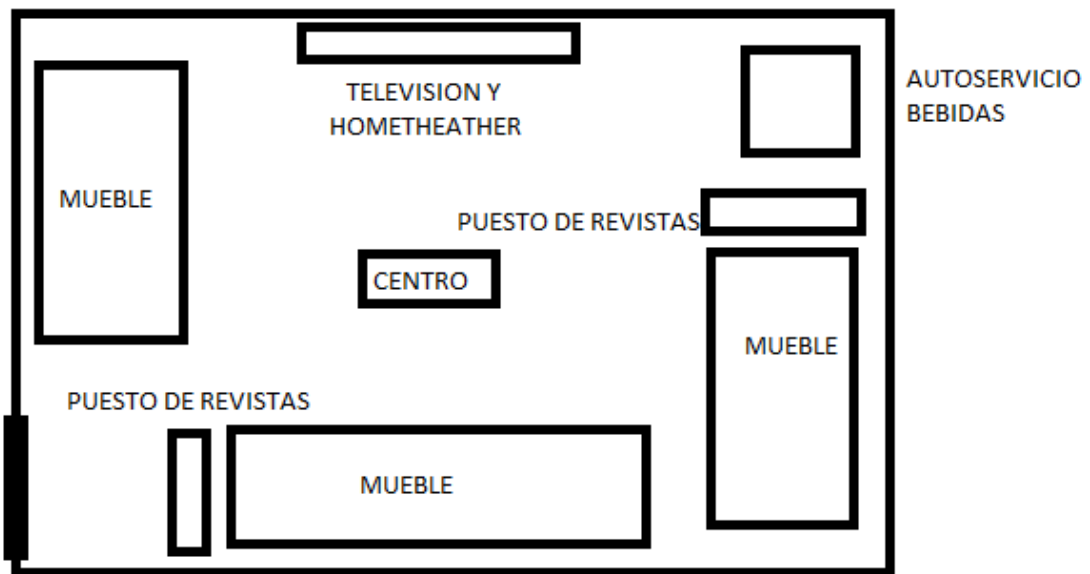 TELEVISION Y
HOMETHEATHER
AUTOSERVICIO
BEBIDAS
MUEBLE
PUESTO DE REVISTAS
CENTRO
MUEBLE
PUESTO DE REVISTAS
MUEBLE